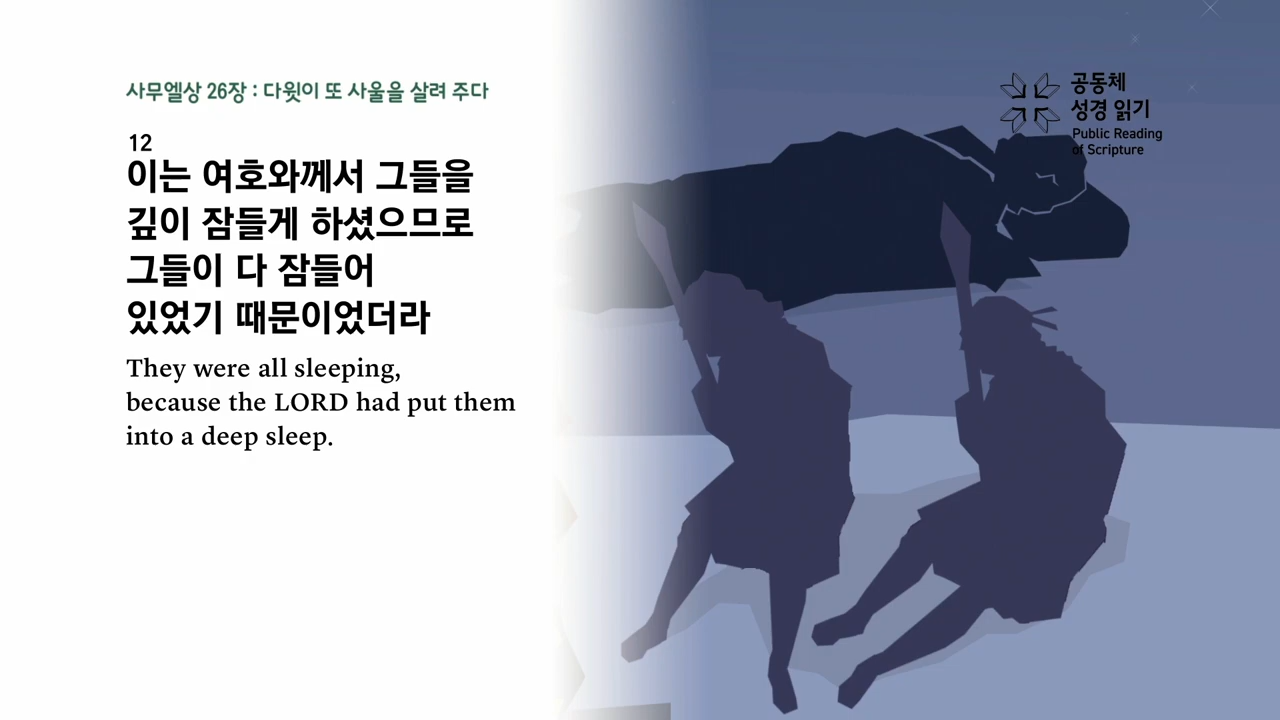 사무엘상 26장 : 다윗이 또 사울을 살려 주다
12
이는 여호와께서 그들을
깊이 잠들게 하셨으므로
그들이 다 잠들어
있었기 때문이었더라
They were all sleeping,
because the LORD had put them
into a deep sleep.
공동체
성경 읽기
Public Reading
of Scripture